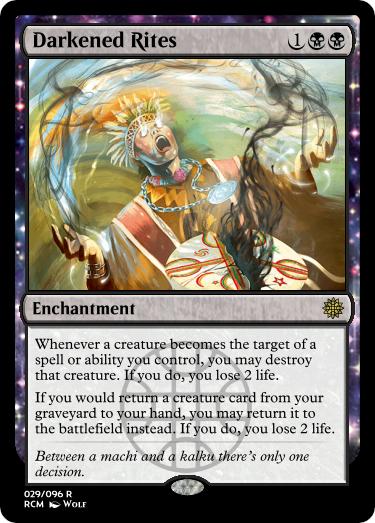 Darkened Rites 1
Enchantment
Whenever a creature becomes the target of a
spell or ability you control, you may destroy
that creature. If you do, you lose 2 life.
If you would return a creature card from your
graveyard to your hand, you may return it to
the battlefield instead. If you do, you lose 2 life.
Between a machi and a kalku there's only one
decision.
029/096 R
RCM Wolf